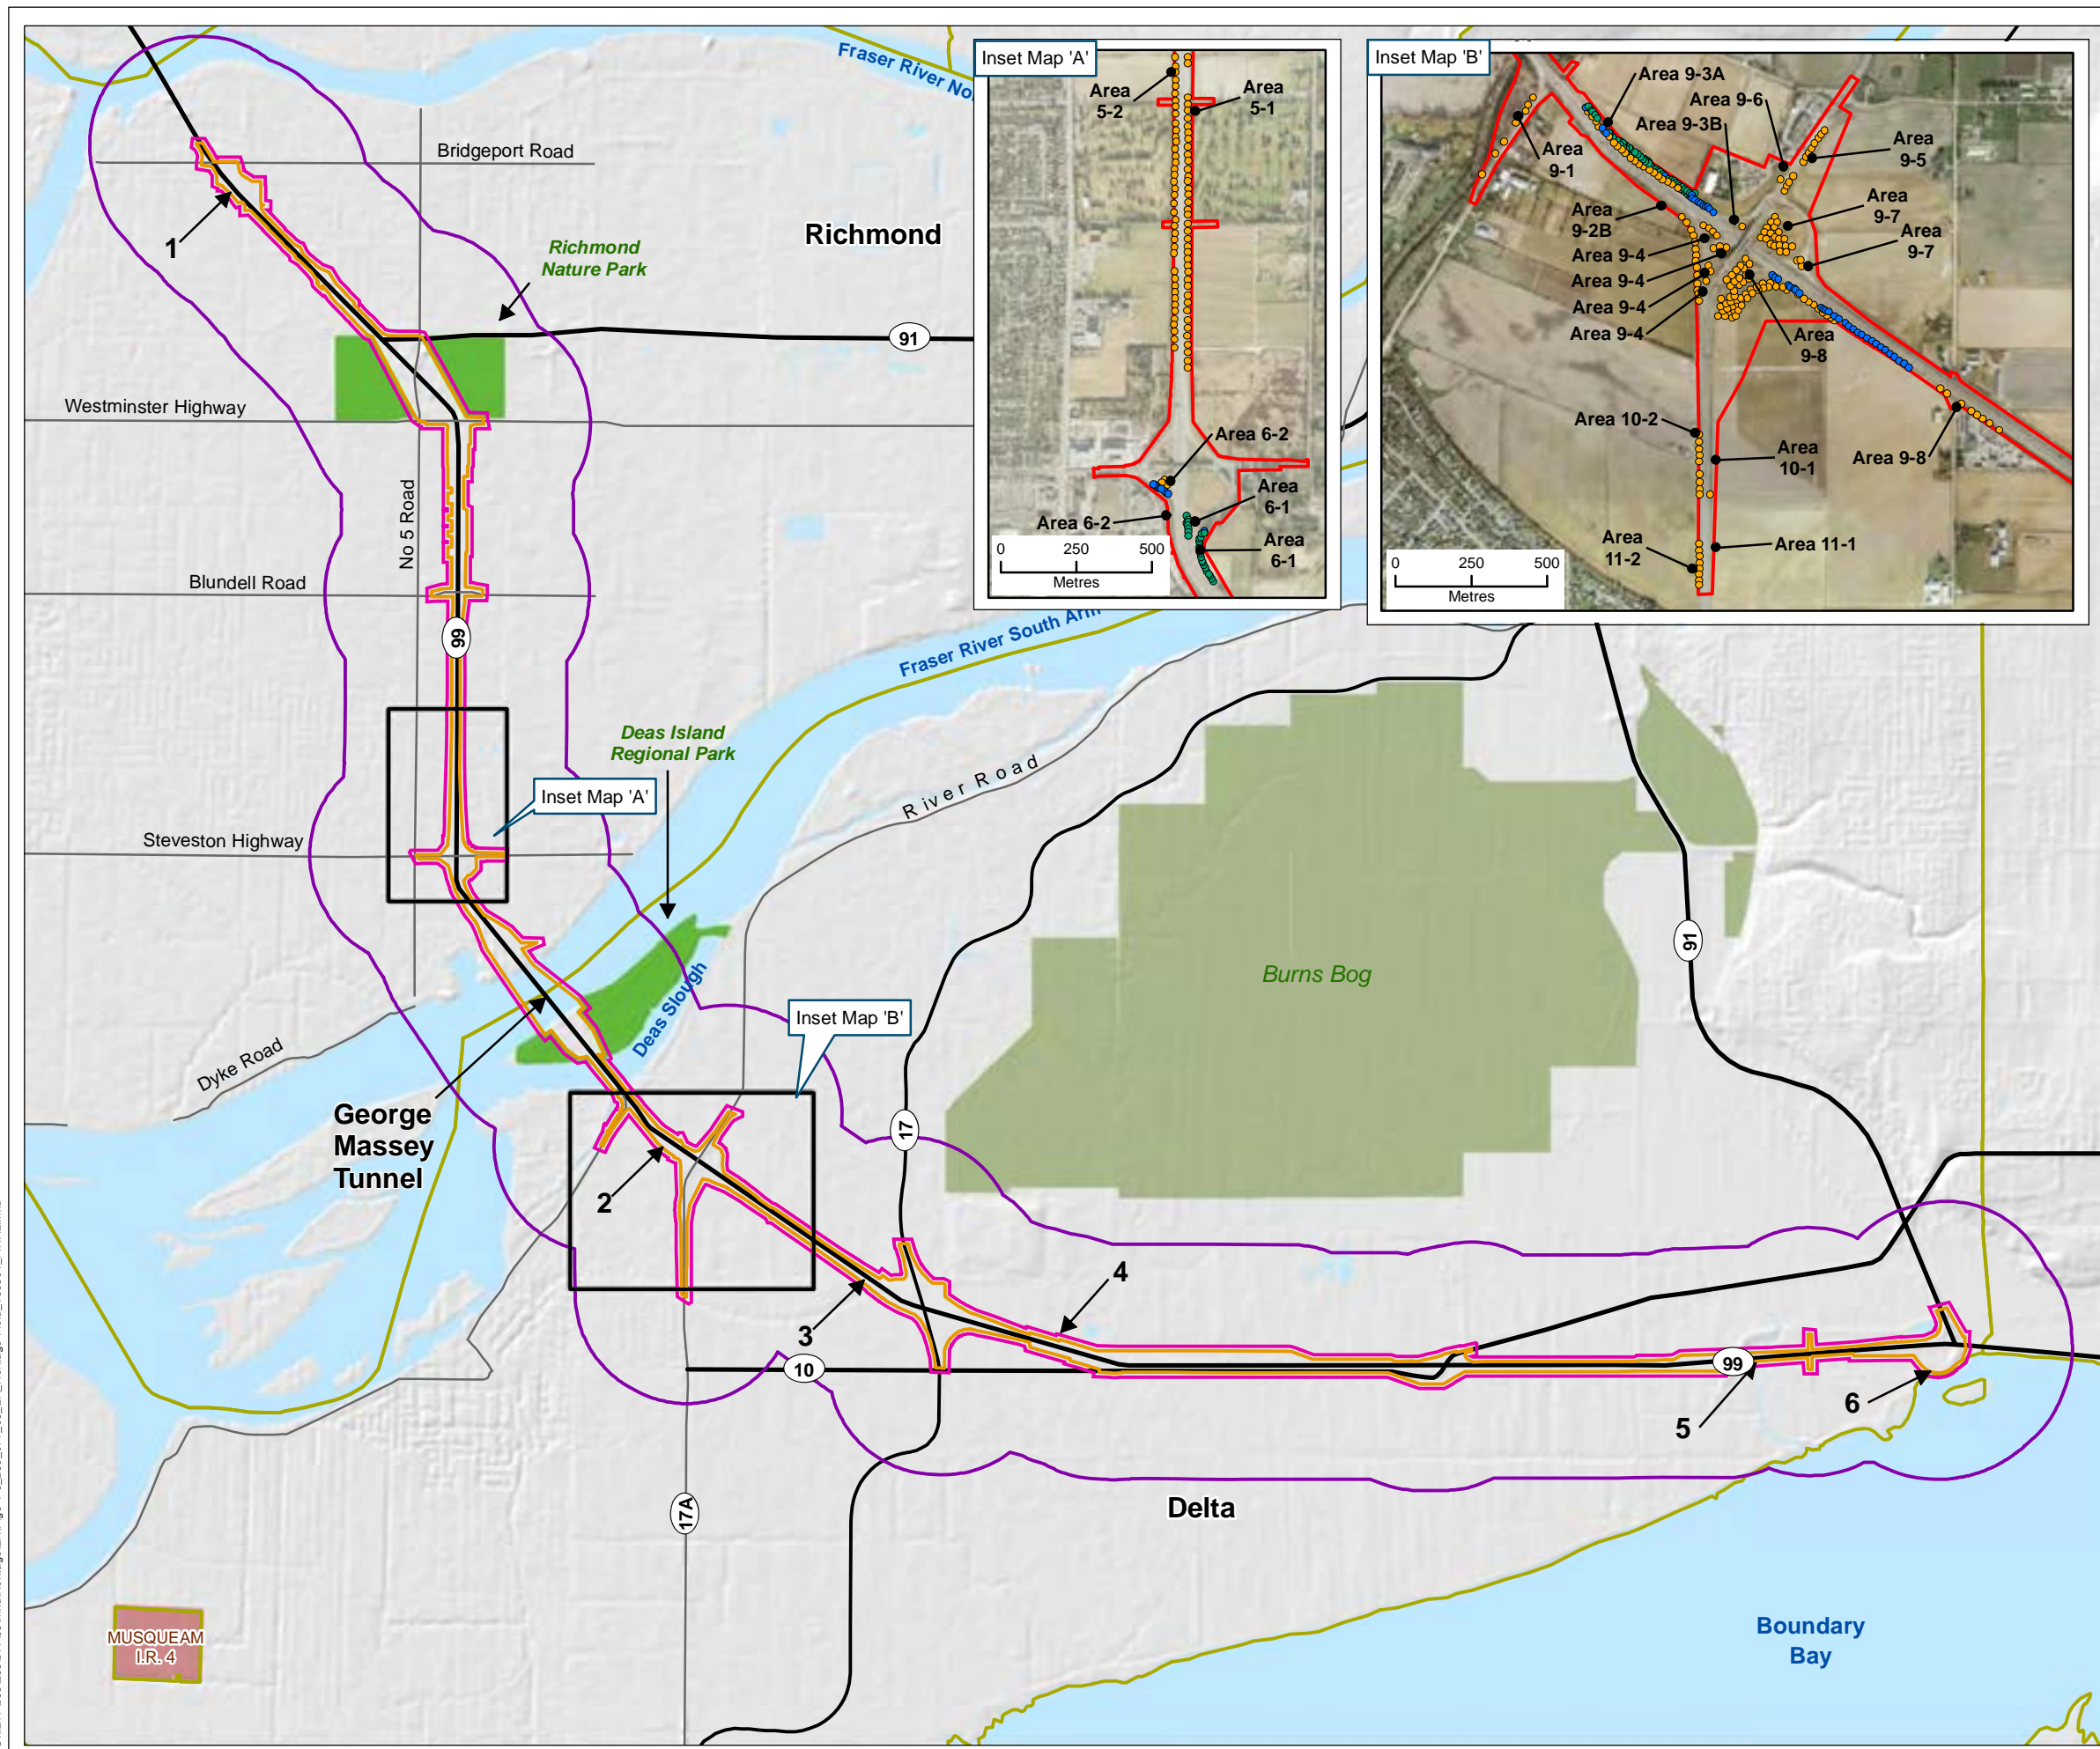 Fraser River No
Bridgeport Road
1
Richmond
Richmond
Nature Park
91
Westminster Highway
No 5 Road
Blundell Road
99
Fraser River South Arm
Deas Island
Regional Park
Inset Map 'A'
River Road
Steveston Highway
Burns Bog
91
Deas Slough
Inset Map 'B'
Dyke Road
George
Massey
Tunnel
17
2
3
4
10
99
5
6
17A
Delta
MUSQUEAM
I.R. 4
Boundary
Bay
Inset Map 'A'
Area
5-2
Area
5-1
Area 6-2
Area
6-1
Area 6-2
Area
6-1
0 250 500
Metres
Inset Map 'B'
Area 9-3A
Area 9-6
Area 9-3B
Area
9-5
Area
9-1
Area
9-2B
Area
9-7
Area
9-7
Area 9-4
Area 9-4
Area 9-4
Area 9-4
Area
9-8
Area 10-2
Area
10-1
Area 9-8
Area
11-2
Area 11-1
0 250 500
Metres